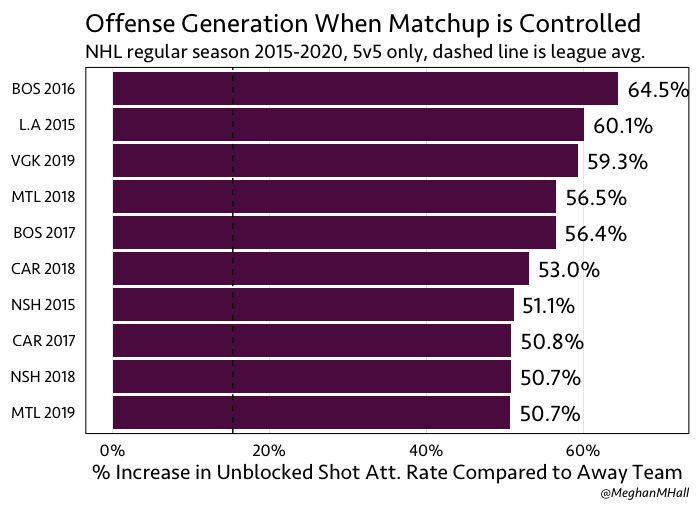 Offense Generation When Matchup is Controlled
NHL regular season 2015-2020, 5v5 only, dashed line is league avg.
BOS 2016 64.5%
L.A 2015 60.1%
VGK 2019 59.3%
MTL 2018 56.5%
BOS 2017 56.4%
CAR 2018 53.0%
NSH 2015 51.1%
CAR 2017 50.8%
NSH 2018 50.7%
MTL 2019 50.7%
0% 20% 40% 60%
% Increase in Unblocked Shot Att. Rate Compared to Away Team
@MeghanMHall